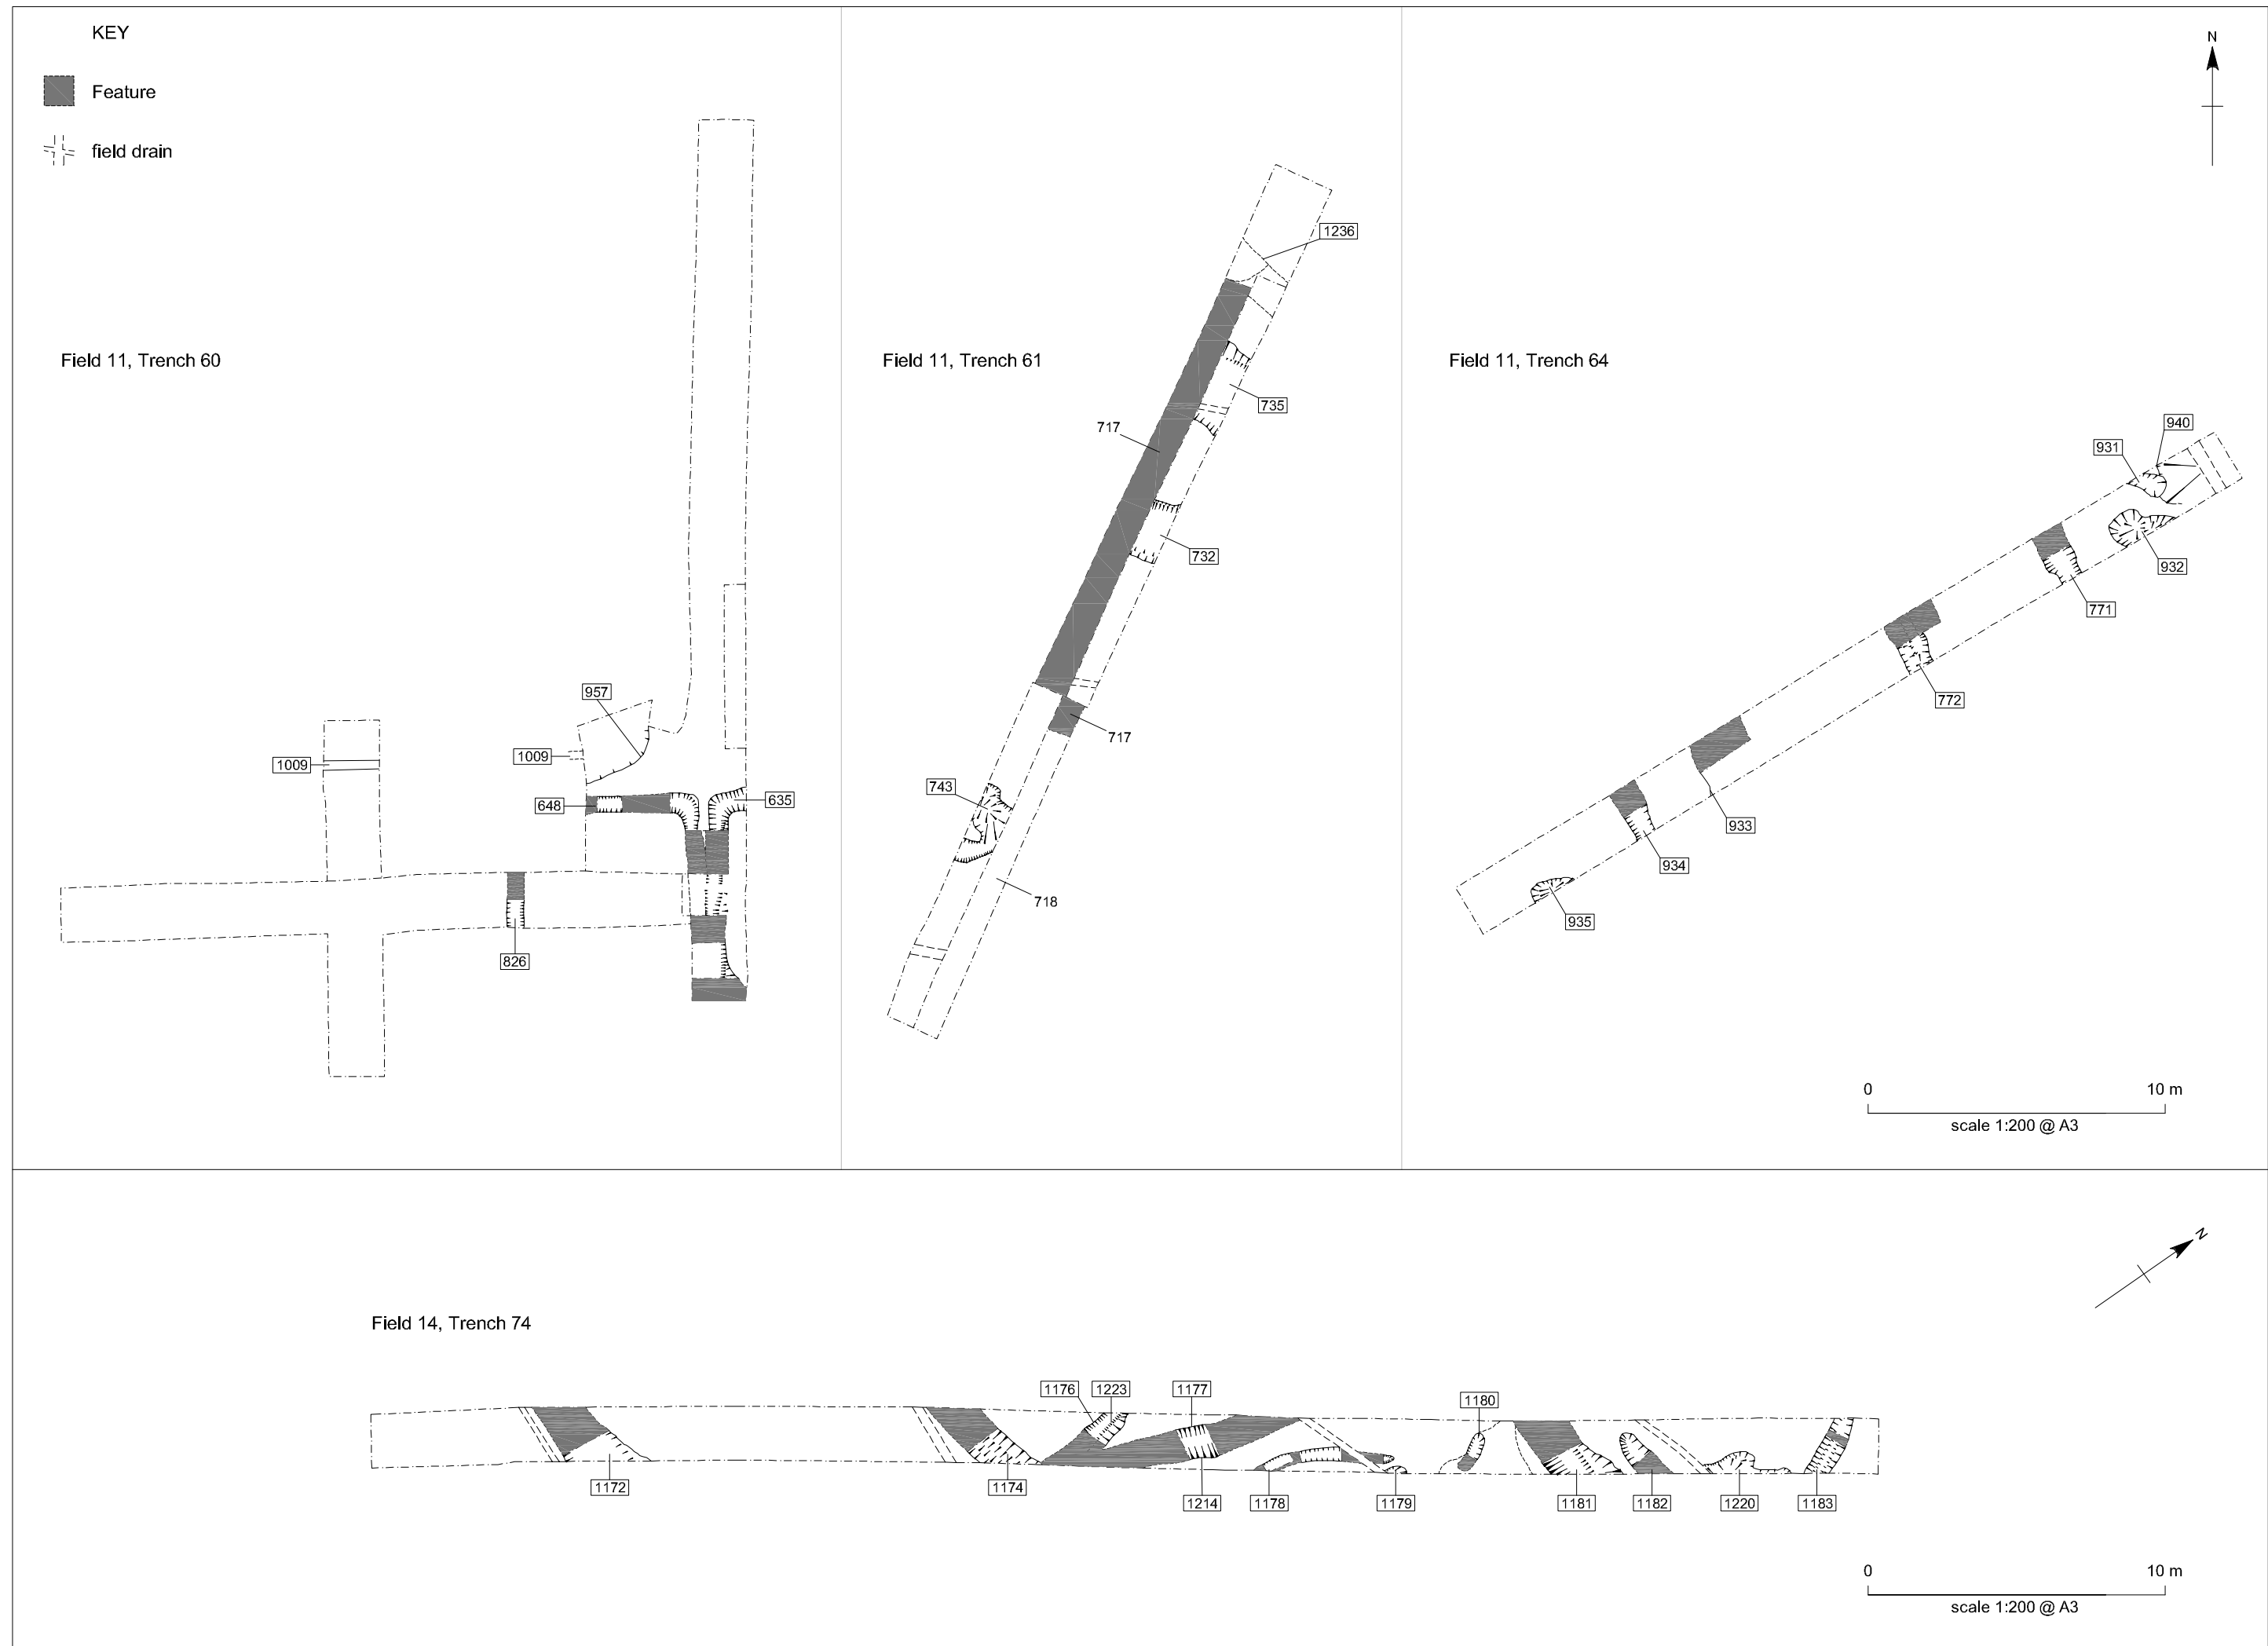 KEY
Feature
field drain
N
Field 11, Trench 60
957
1009
1009
648
635
826
Field 11, Trench 61
1236
735
717
732
717
743
718
Field 11, Trench 64
940
931
932
771
772
933
934
935
0 10 m
scale 1:200 @ A3
N
Field 14, Trench 74
1176
1223
1177
1180
1172
1174
1214
1178
1179
1181
1182
1220
1183
0 10 m
scale 1:200 @ A3